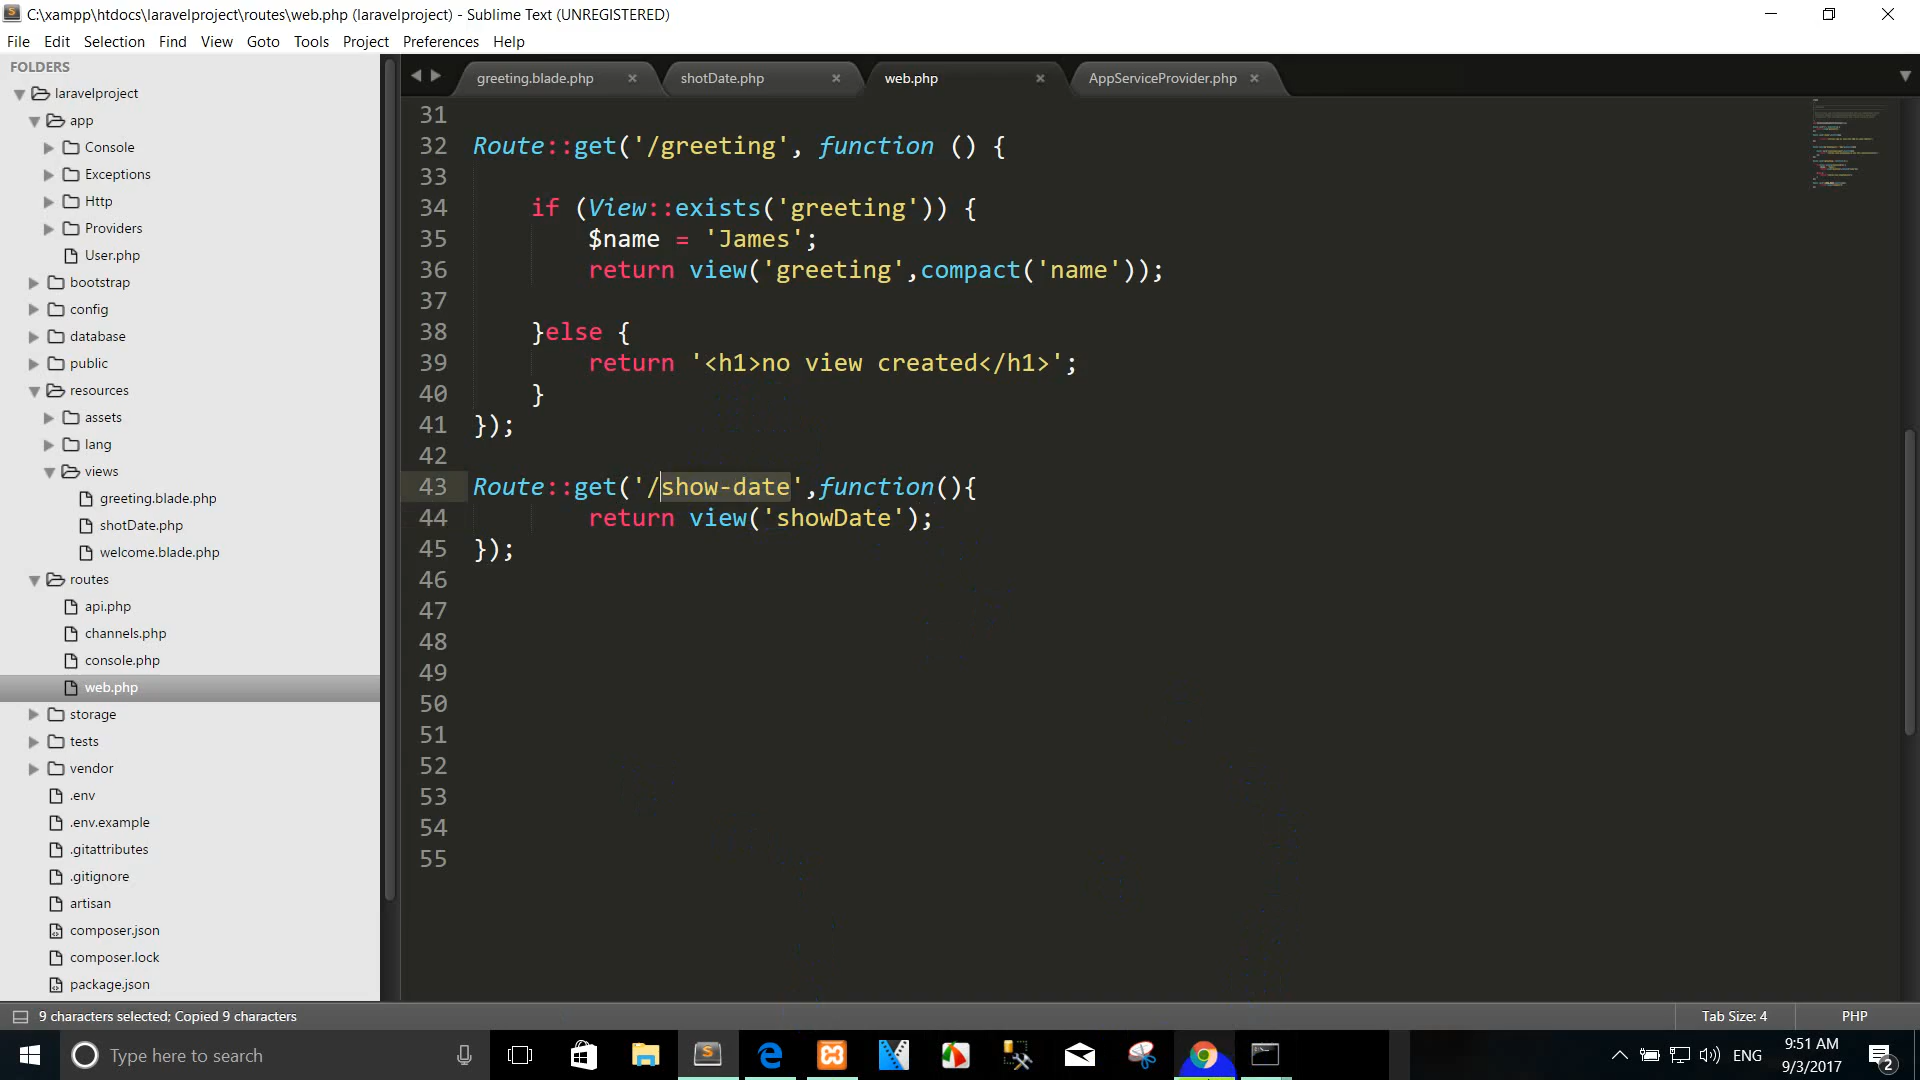 C:\xampp\htdocs\laravelproject\routes\web.php (laravelproject) - Sublime Text (UNREGISTERED)
File Edit Selection Find View Goto Tools Project Preferences Help
FOLDERS
laravelproject
app
Console
Exceptions
Http
Providers
User.php
bootstrap
config
database
public
resources
assets
lang
views
greeting.blade.php
shotDate.php
welcome.blade.php
routes
api.php
channels.php
console.php
web.php
storage
tests
vendor
.env
.env.example
.gitattributes
.gitignore
artisan
composer.json
composer.lock
package.json
greeting.blade.php shotDate.php web.php AppServiceProvider.php
31
32 Route::get('/greeting', function () {
33
34 if (View::exists('greeting')) {
35 $name = 'James';
36 return view('greeting',compact('name'));
37
38 }else {
39 return '<h1>no view created</h1>';
40 }
41 });
42
43 Route::get('/show-date',function(){
44 return view('showDate');
45 });
46
47
48
49
50
51
52
53
54
55
9 characters selected; Copied 9 characters Tab Size: 4 PHP
Type here to search ENG 9:51 AM
9/3/2017 2